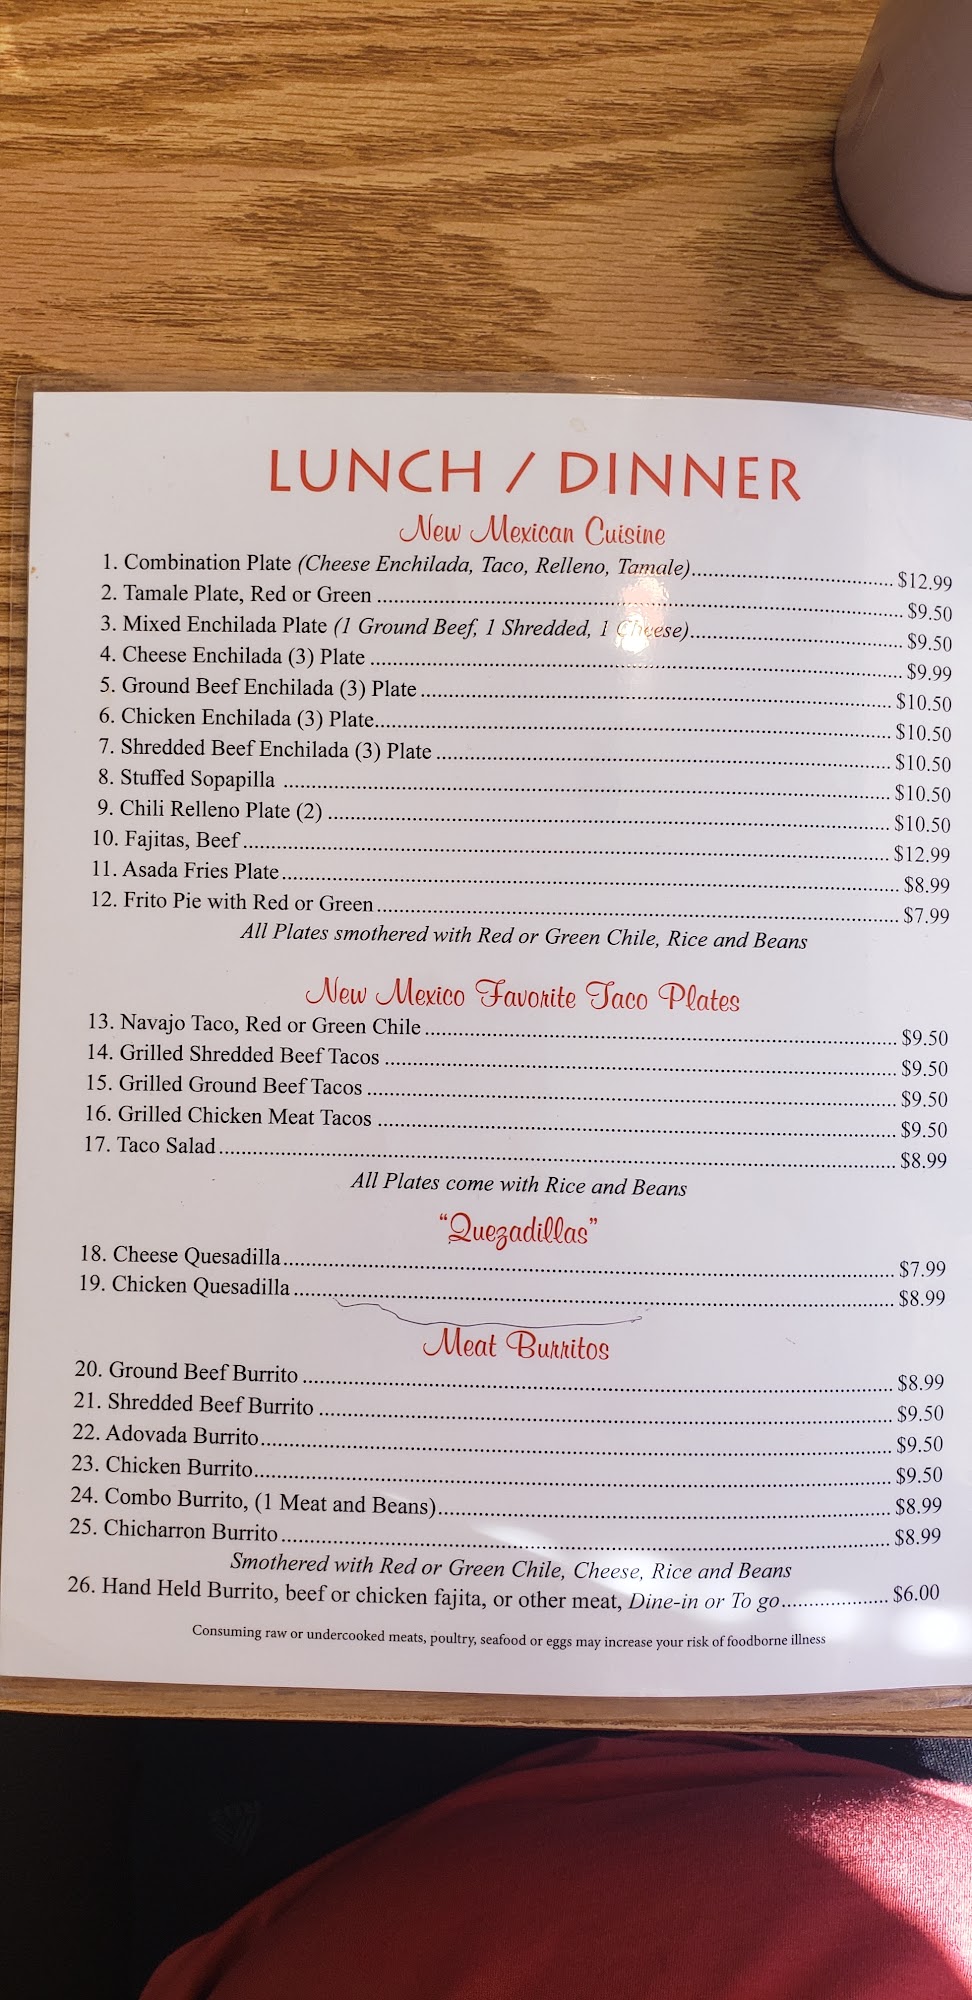 LUNCH / DINNER
New Mexican Cuisine
1. Combination Plate (Cheese Enchilada, Taco, Relleno, Tamale)..... $12.99
2. Tamale Plate, Red or Green ..... $9.50
3. Mixed Enchilada Plate (1 Ground Beef, 1 Shredded, 1 Cheese)..... $9.50
4. Cheese Enchilada (3) Plate ..... $9.99
5. Ground Beef Enchilada (3) Plate ..... $10.50
6. Chicken Enchilada (3) Plate..... $10.50
7. Shredded Beef Enchilada (3) Plate ..... $10.50
8. Stuffed Sopapilla ..... $10.50
9. Chili Relleno Plate (2) ..... $10.50
10. Fajitas, Beef ..... $12.99
11. Asada Fries Plate..... $8.99
12. Frito Pie with Red or Green ..... $7.99
All Plates smothered with Red or Green Chile, Rice and Beans
New Mexico Favorite Taco Plates
13. Navajo Taco, Red or Green Chile ..... $9.50
14. Grilled Shredded Beef Tacos ..... $9.50
15. Grilled Ground Beef Tacos ..... $9.50
16. Grilled Chicken Meat Tacos ..... $9.50
17. Taco Salad ..... $8.99
All Plates come with Rice and Beans
"Quezadillas"
18. Cheese Quesadilla..... $7.99
19. Chicken Quesadilla ..... $8.99
Meat Burritos
20. Ground Beef Burrito ..... $8.99
21. Shredded Beef Burrito ..... $9.50
22. Adovada Burrito..... $9.50
23. Chicken Burrito..... $9.50
24. Combo Burrito, (1 Meat and Beans)..... $8.99
25. Chicharron Burrito ..... $8.99
Smothered with Red or Green Chile, Cheese, Rice and Beans
26. Hand Held Burrito, beef or chicken fajita, or other meat, Dine-in or To go..... $6.00
Consuming raw or undercooked meats, poultry, seafood or eggs may increase your risk of foodborne illness